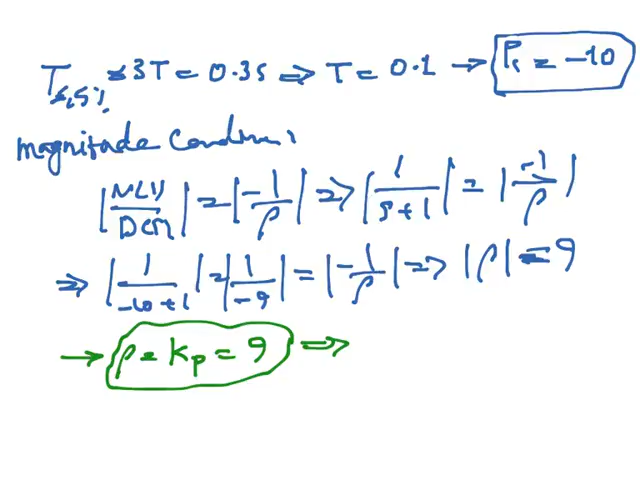 T s,5% ≤ 3T = 0.3s ⇒ T = 0.1 → P₁ = -10
magnitude condition
|N(s)/D(s)| = |-1/ρ| ⇒ |1/(s+1)| = |-1/ρ|
⇒ |1/(-10+1)| = |1/-9| = |-1/ρ| ⇒ |ρ| = 9
→ ρ = Kp = 9 ⇒